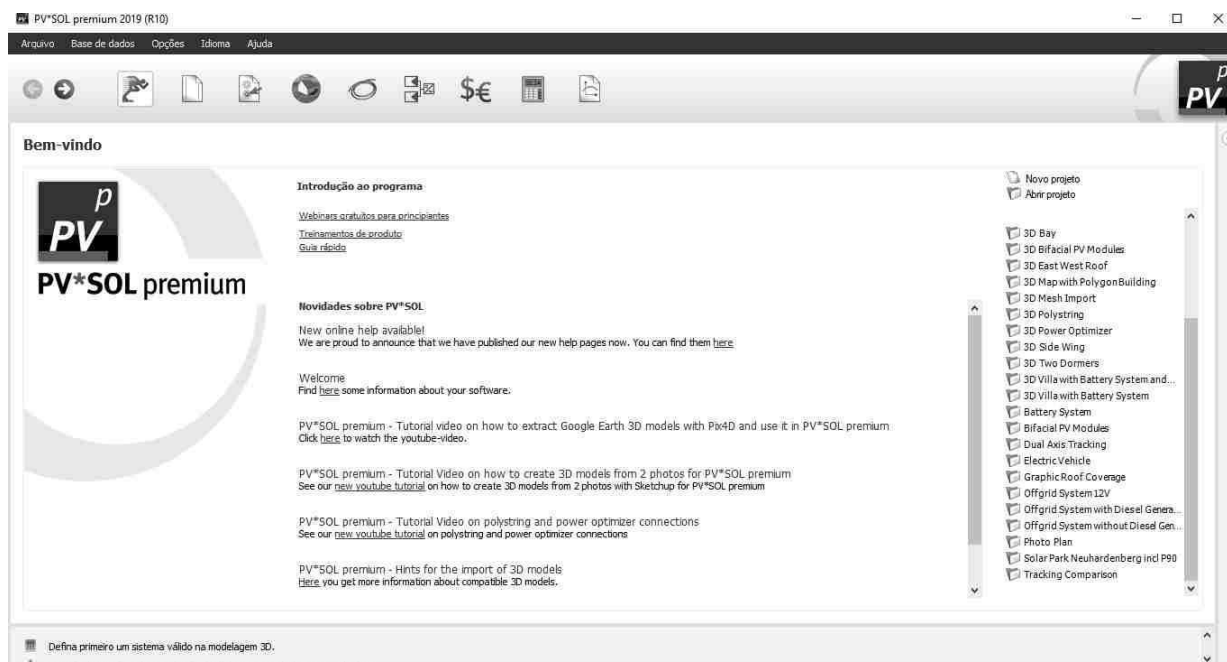 PV*SOL premium 2019 (R10)
Arquivo Base de dados Opções Idioma Ajuda
$€
p
PV
Bem-vindo
p
PV
PV*SOL premium
Introdução ao programa
Webinars gratuitos para principiantes
Treinamentos de produto
Guia rápido
Novidades sobre PV*SOL
New online help available!
We are proud to announce that we have published our new help pages now. You can find them here
Welcome
Find here some information about your software.
PV*SOL premium - Tutorial video on how to extract Google Earth 3D models with Pix4D and use it in PV*SOL premium
Click here to watch the youtube-video.
PV*SOL premium - Tutorial Video on how to create 3D models from 2 photos for PV*SOL premium
See our new youtube tutorial on how to create 3D models from 2 photos with Sketchup for PV*SOL premium
PV*SOL premium - Tutorial Video on polystring and power optimizer connections
See our new youtube tutorial on polystring and power optimizer connections
PV*SOL premium - Hints for the import of 3D models
Here you get more information about compatible 3D models.
Novo projeto
Abrir projeto
3D Bay
3D Bifacial PV Modules
3D East West Roof
3D Map with Polygon Building
3D Mesh Import
3D Polystring
3D Power Optimizer
3D Side Wing
3D Two Dormers
3D Villa with Battery System and...
3D Villa with Battery System
Battery System
Bifacial PV Modules
Dual Axis Tracking
Electric Vehicle
Graphic Roof Coverage
Offgrid System 12V
Offgrid System with Diesel Genera...
Offgrid System without Diesel Gen...
Photo Plan
Solar Park Neuhardenberg incl P90
Tracking Comparison
Defina primeiro um sistema válido na modelagem 3D.